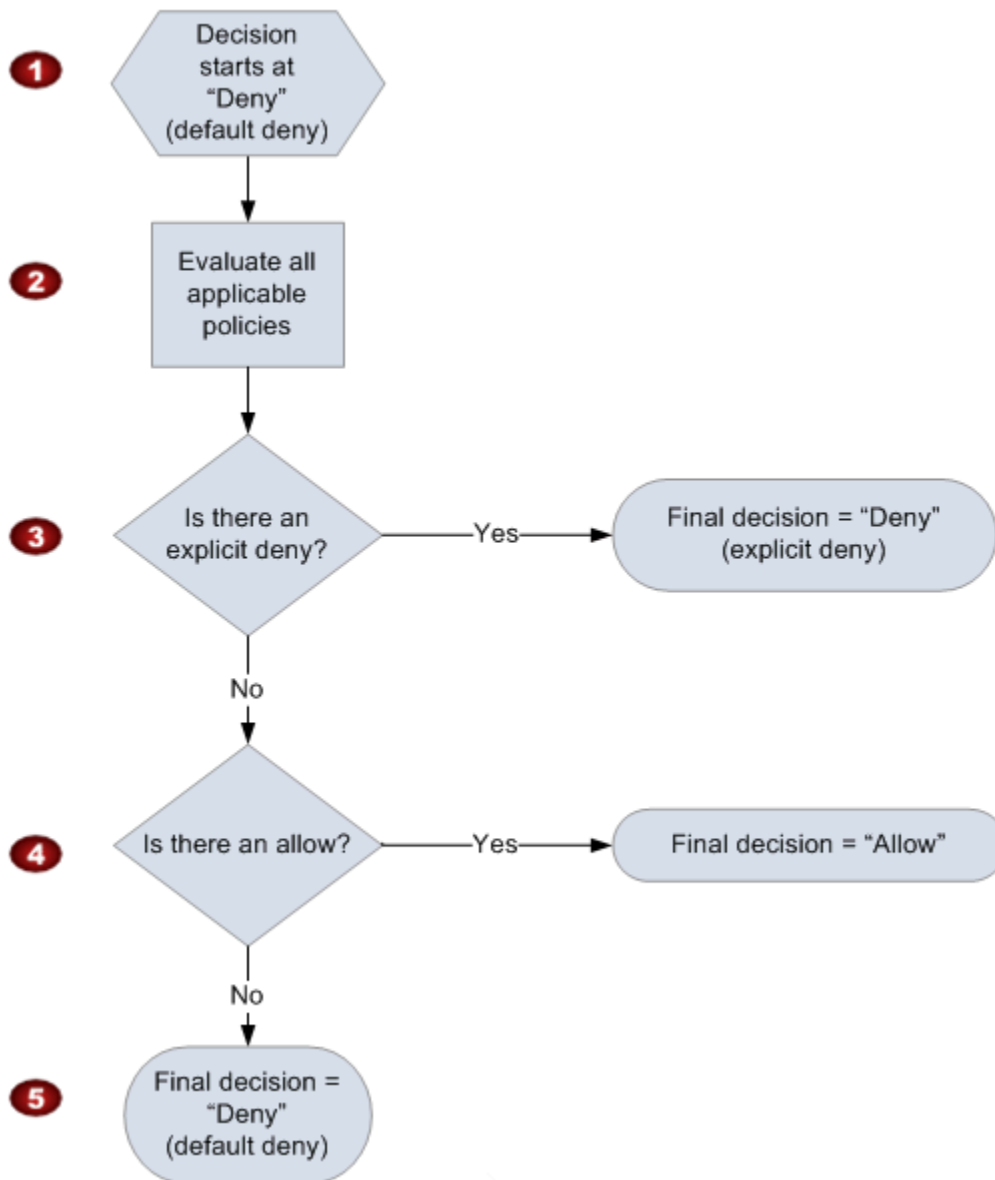 1
Decision
starts at
“Deny”
(default deny)
2
Evaluate all
applicable
policies
3
Is there an
explicit deny?
Yes
Final decision = “Deny”
(explicit deny)
No
4
Is there an allow?
Yes
Final decision = “Allow”
No
5
Final decision =
“Deny”
(default deny)